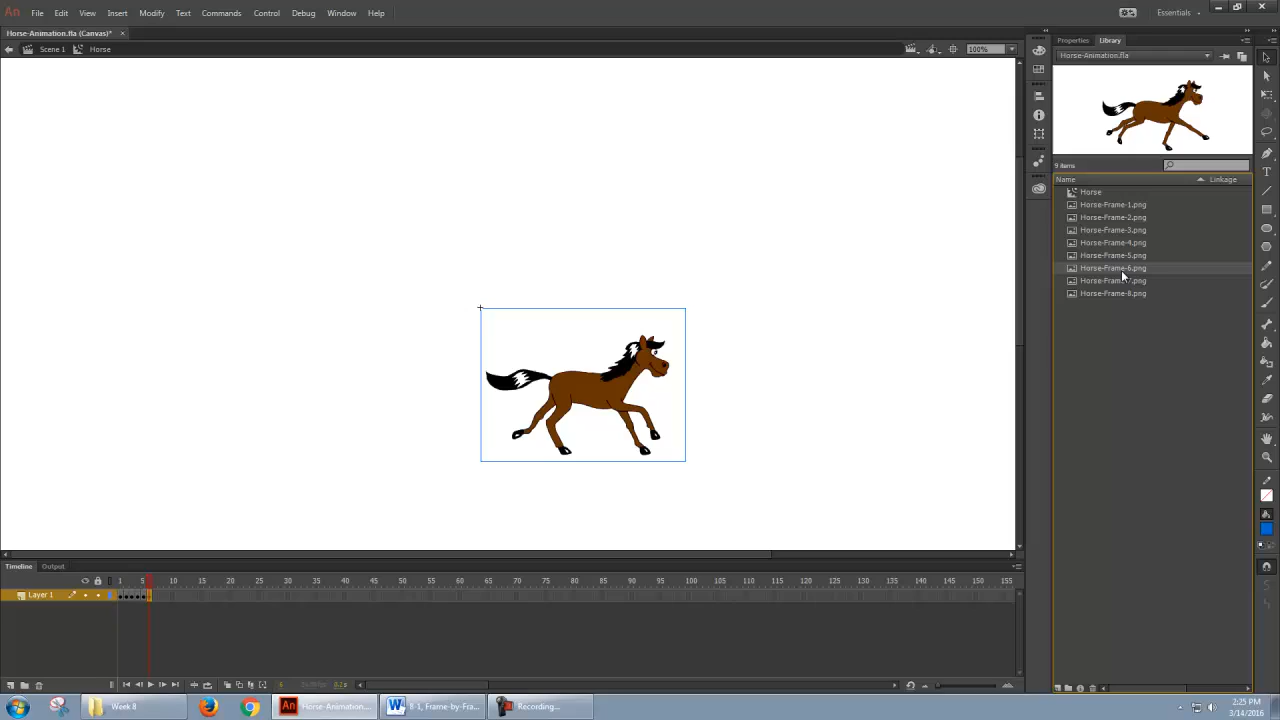 An File Edit View Insert Modify Text Commands Control Debug Window Help Essentials
Horse-Animation.fla (Canvas)* ×
Scene 1 Horse 100%
Properties Library
Horse-Animation.fla
9 items
Name Linkage
Horse
Horse-Frame-1.png
Horse-Frame-2.png
Horse-Frame-3.png
Horse-Frame-4.png
Horse-Frame-5.png
Horse-Frame-6.png
Horse-Frame-7.png
Horse-Frame-8.png
Timeline Output
1 5 10 15 20 25 30 35 40 45 50 55 60 65 70 75 80 85 90 95 100 105 110 115 120 125 130 135 140 145 150 155
Layer 1
6
Week 8 An Horse-Animation... 8-1, Frame-by-Fra... Recording... 2:25 PM
3/14/2016